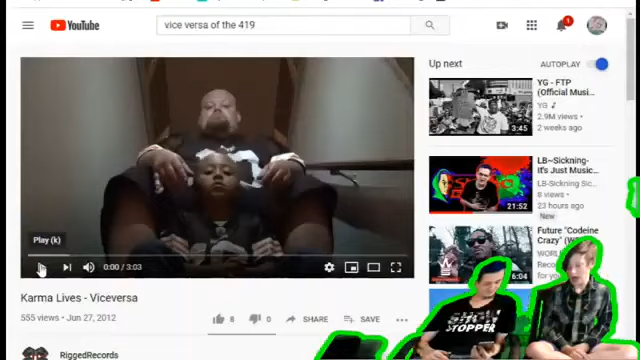 YouTube
vice versa of the 419
1
Up next
AUTOPLAY
YG - FTP
(Official Musi...
YG
2.9M views •
2 weeks ago
3:45
LB~Sickning-
It's Just Music...
LB-Sickning Sic...
8 views •
23 hours ago
New
21:52
Future "Codeine
Crazy"
6:04
Play (k)
0:00 / 3:03
Karma Lives - Viceversa
555 views • Jun 27, 2012
8
0
SHARE
SAVE
RiggedRecords
STOPPER